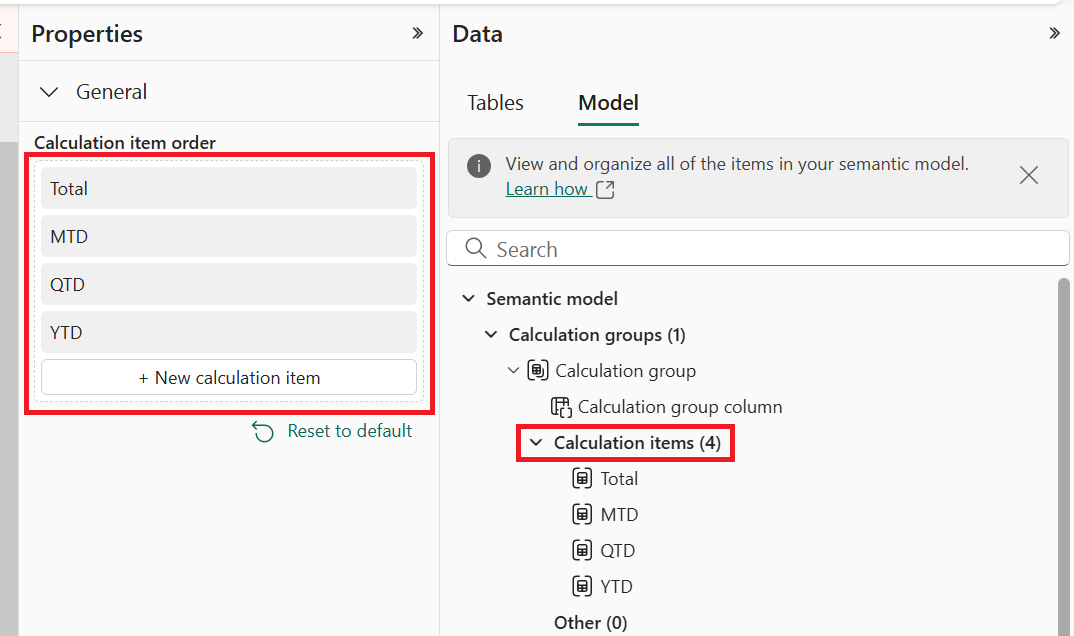 Properties
General
Calculation item order
Total
MTD
QTD
YTD
+ New calculation item
Reset to default
Data
Tables
Model
View and organize all of the items in your semantic model.
Learn how
Search
Semantic model
Calculation groups (1)
Calculation group
Calculation group column
Calculation items (4)
Total
MTD
QTD
YTD
Other (0)